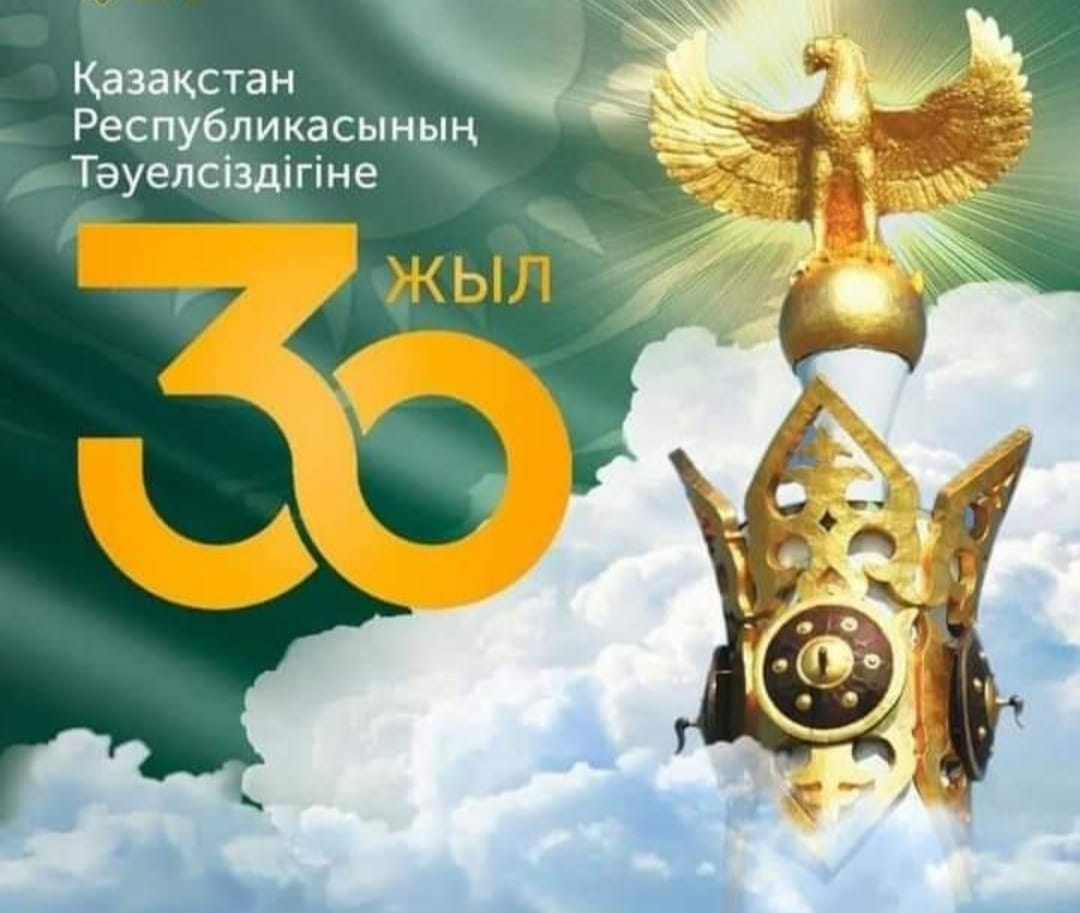 Қазақстан
Республикасының
Тәуелсіздігіне
30 жыл